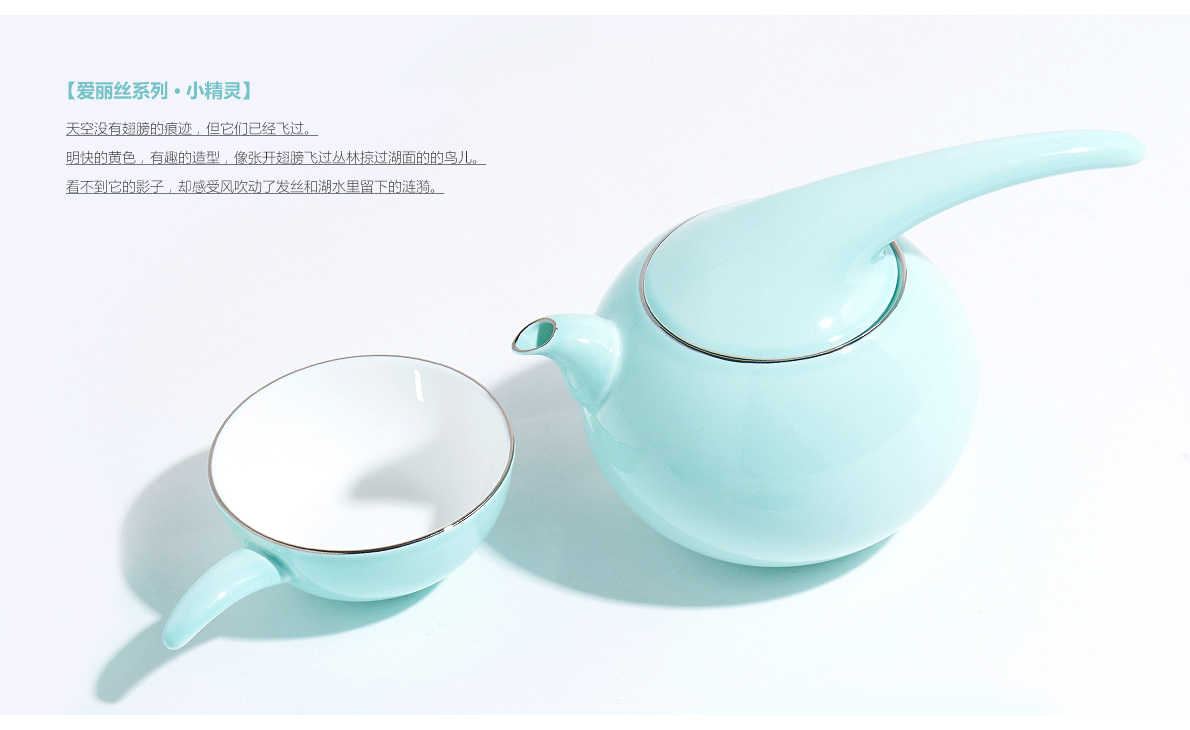 【爱丽丝系列•小精灵】
天空没有翅膀的痕迹，但它们已经飞过。
明快的黄色，有趣的造型，像张开翅膀飞过丛林掠过湖面的的鸟儿。
看不到它的影子，却感受风吹动了发丝和湖水里留下的涟漪。